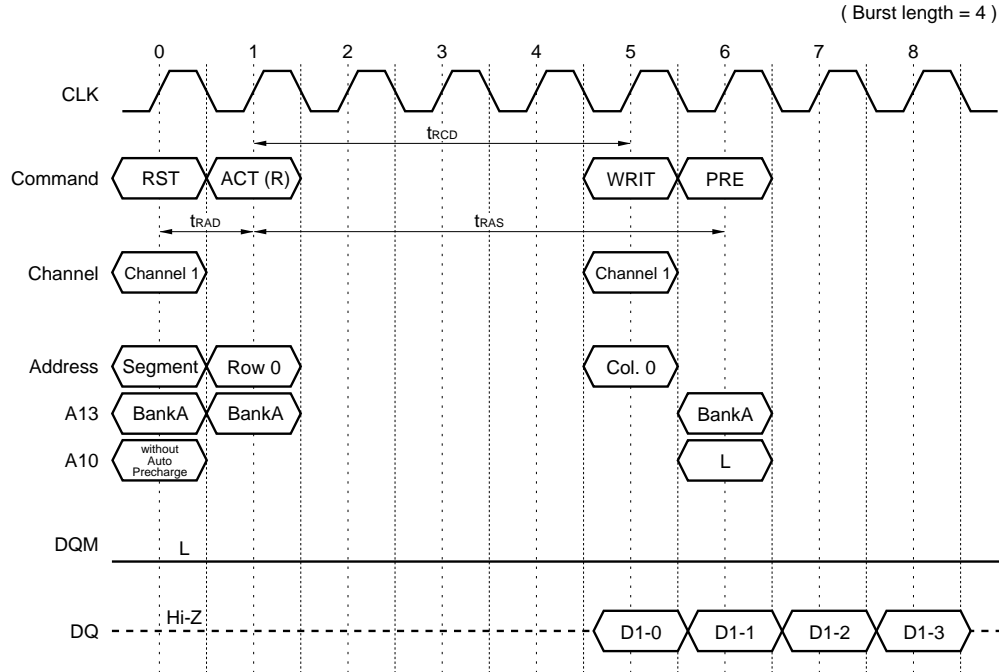 ( Burst length = 4 )
0 1 2 3 4 5 6 7 8
CLK
tRCD
Command RST ACT (R) WRIT PRE
tRAD tRAS
Channel Channel 1 Channel 1
Address Segment Row 0 Col. 0
A13 BankA BankA BankA
A10 without Auto Precharge L
DQM L
Hi-Z
DQ D1-0 D1-1 D1-2 D1-3